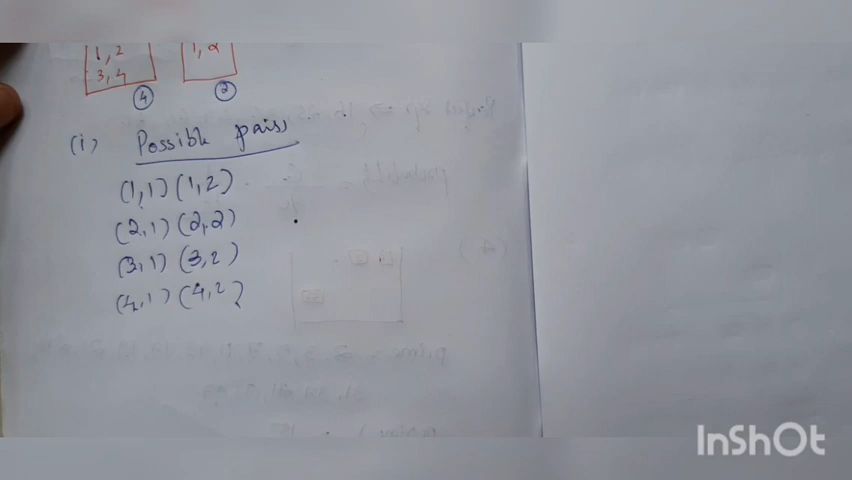 1, 2 1, 2
3, 4
4 2
(i) Possible pairs
(1,1) (1,2)
(2,1) (2,2)
(3,1) (3,2)
(4,1) (4,2)
InShOt